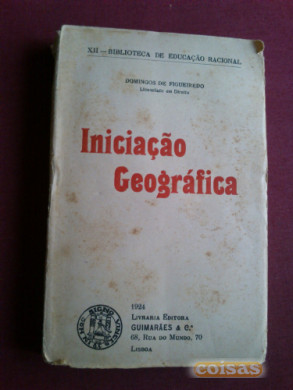 XII — BIBLIOTECA DE EDUCAÇÃO RACIONAL
DOMINGOS DE FIGUEIREDO
Licenciado em Direito
Iniciação
Geográfica
1924
LIVRARIA EDITORA
GUIMARÃES & C.ª
68, RUA DO MUNDO, 70
LISBOA
coisas